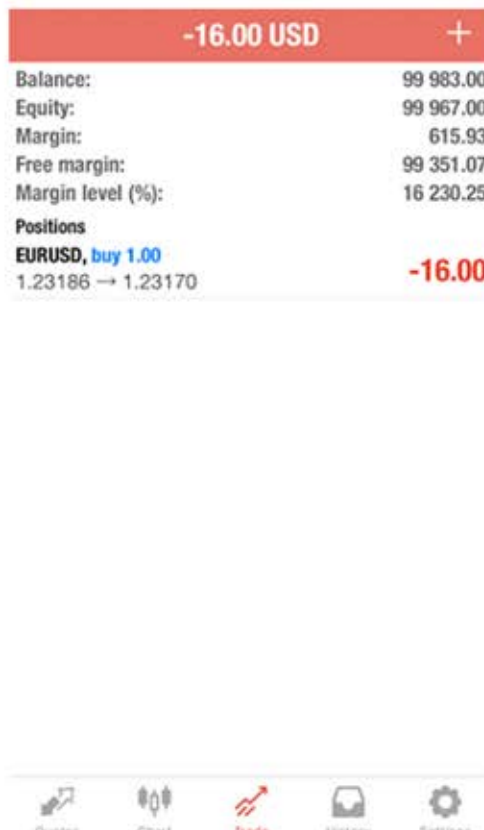 -16.00 USD +
Balance: 99 983.00
Equity: 99 967.00
Margin: 615.93
Free margin: 99 351.07
Margin level (%): 16 230.25
Positions
EURUSD, buy 1.00
1.23186 → 1.23170 -16.00